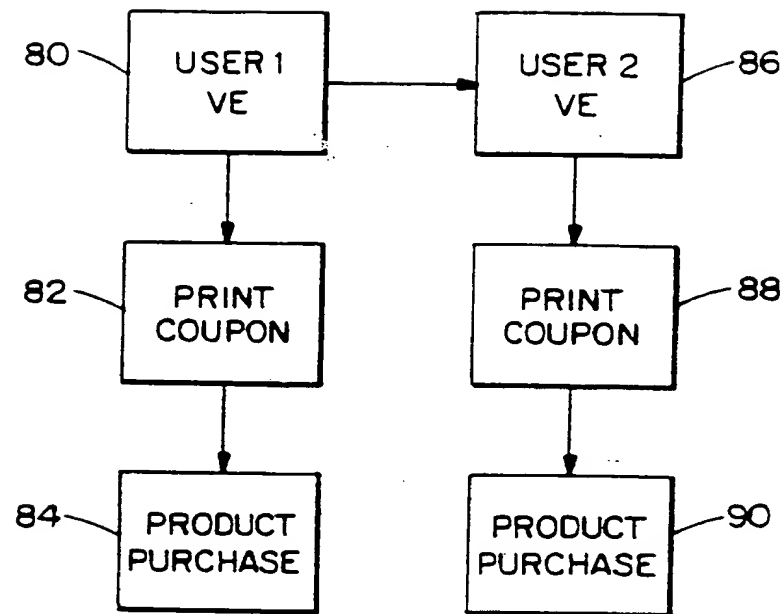 80
USER 1
VE
USER 2
VE
86
82
PRINT
COUPON
PRINT
COUPON
88
84
PRODUCT
PURCHASE
PRODUCT
PURCHASE
90